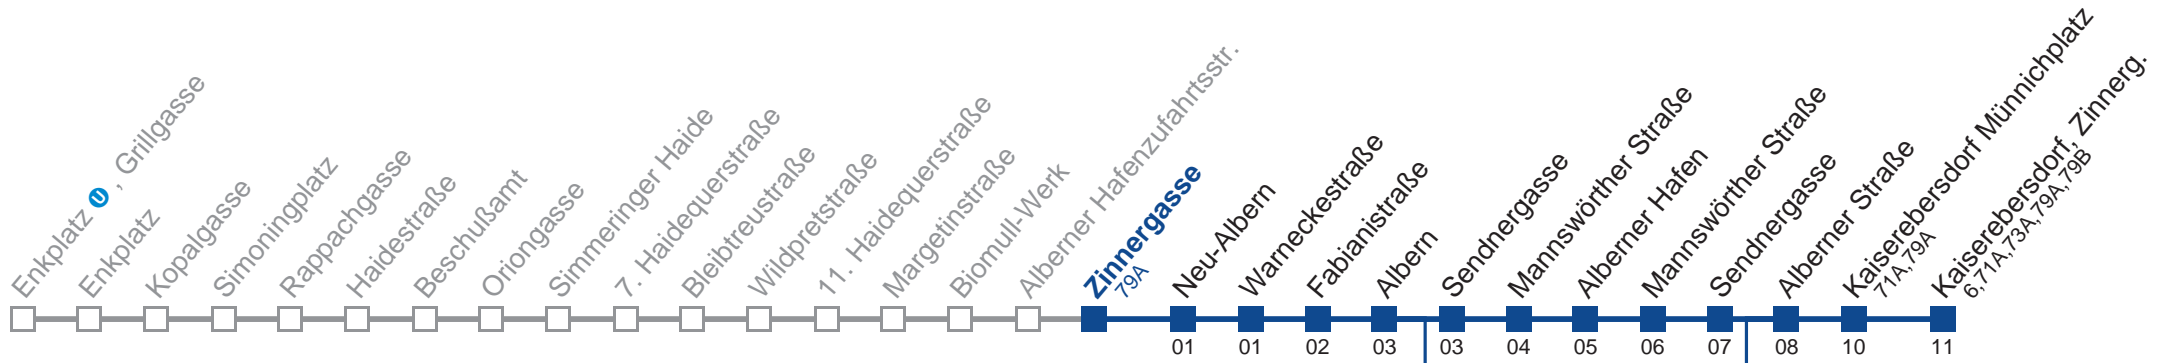 Enkplatz U , Grillgasse
Enkplatz
Kopalgasse
Simoningplatz
Rappachgasse
Haidestraße
Beschußamt
Oriongasse
Simmeringer Haide
7. Haidequerstraße
Bleibtreustraße
Wildpretstraße
11. Haidequerstraße
Margetinstraße
Biomull-Werk
Alberner Hafenzufahrtsstr.
Zinnergasse
79A
Neu-Albern
Warneckestraße
Fabianistraße
Albern
Sendnergasse
Mannswörther Straße
Alberner Hafen
Mannswörther Straße
Sendnergasse
Alberner Straße
Kaiserebersdorf Münnichplatz
71A,79A
Kaiserebersdorf, Zinnerg.
6,71A,73A,79A,79B
01 01 02 03 03 04 05 06 07 08 10 11